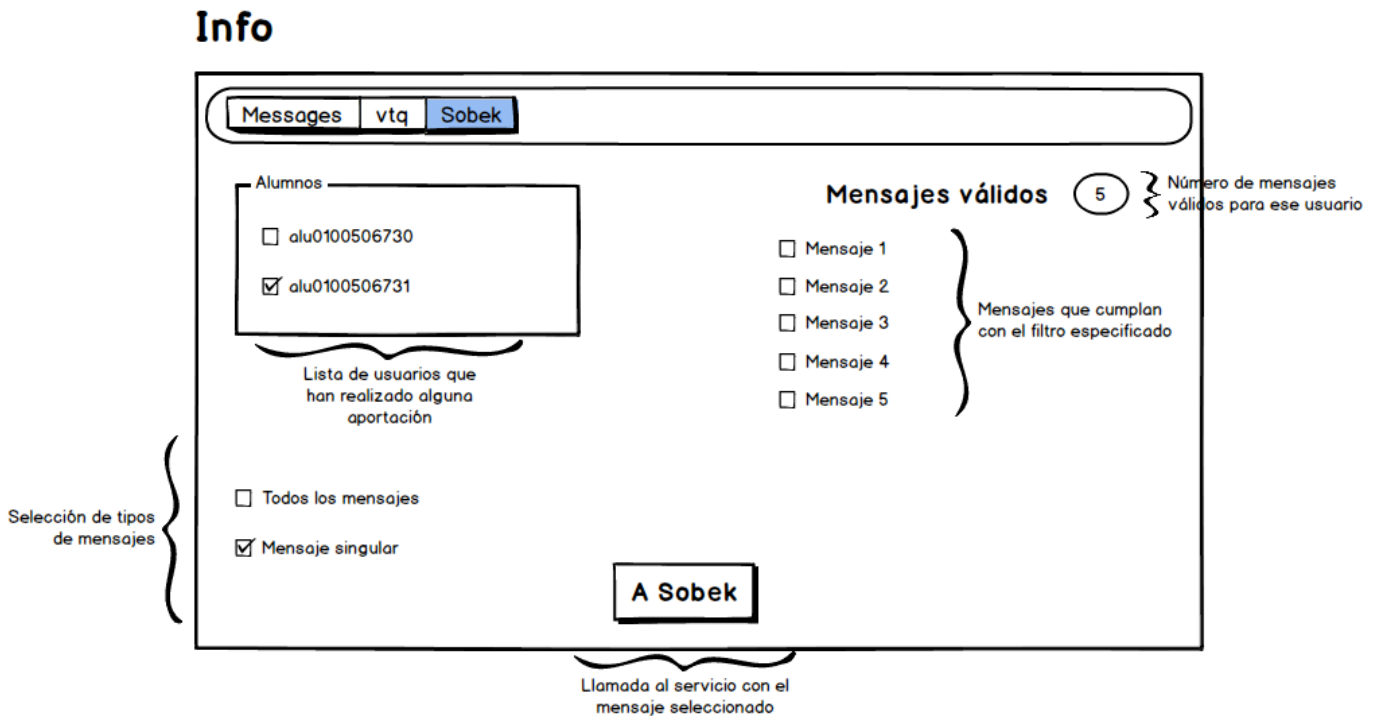 Info
Messages vtq Sobek
Alumnos
alu0100506730
alu0100506731
Lista de usuarios que
han realizado alguna
aportación
Mensajes válidos 5
Número de mensajes
válidos para ese usuario
Mensaje 1
Mensaje 2
Mensaje 3
Mensaje 4
Mensaje 5
Mensajes que cumplan
con el filtro especificado
Selección de tipos
de mensajes
Todos los mensajes
Mensaje singular
A Sobek
Llamada al servicio con el
mensaje seleccionado